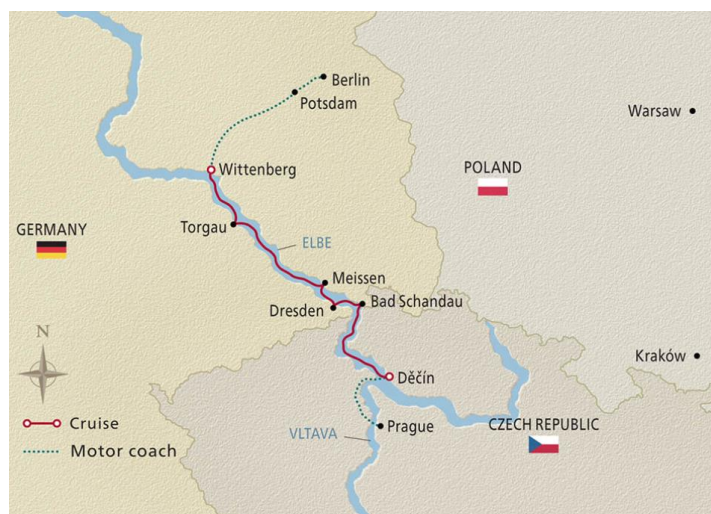 Berlin
Potsdam
Warsaw
Wittenberg
POLAND
Torgau
GERMANY
ELBE
Meissen
Dresden
Bad Schandau
N
Kraków
Děčín
Cruise
Prague
CZECH REPUBLIC
VLTAVA
Motor coach